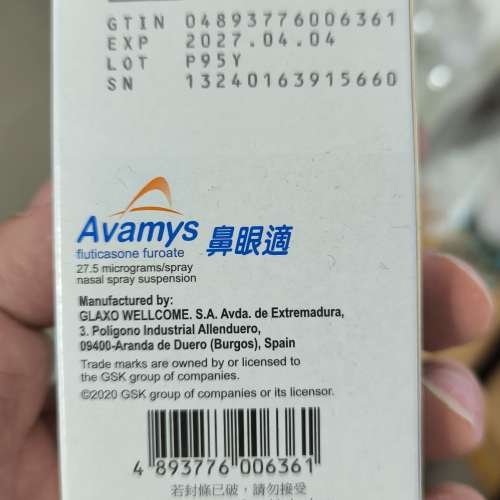 GTIN 04893776006361
EXP 2027.04.04
LOT P95Y
SN 13240163915660
Avamys 鼻眼適
fluticasone furoate
27.5 micrograms/spray
nasal spray suspension
Manufactured by:
GLAXO WELLCOME. S.A. Avda. de Extremadura,
3. Poligono Industrial Allenduero,
09400-Aranda de Duero (Burgos), Spain
Trade marks are owned by or licensed to
the GSK group of companies.
©2020 GSK group of companies or its licensor.
4 893776 006361
若封條已破，請勿接受